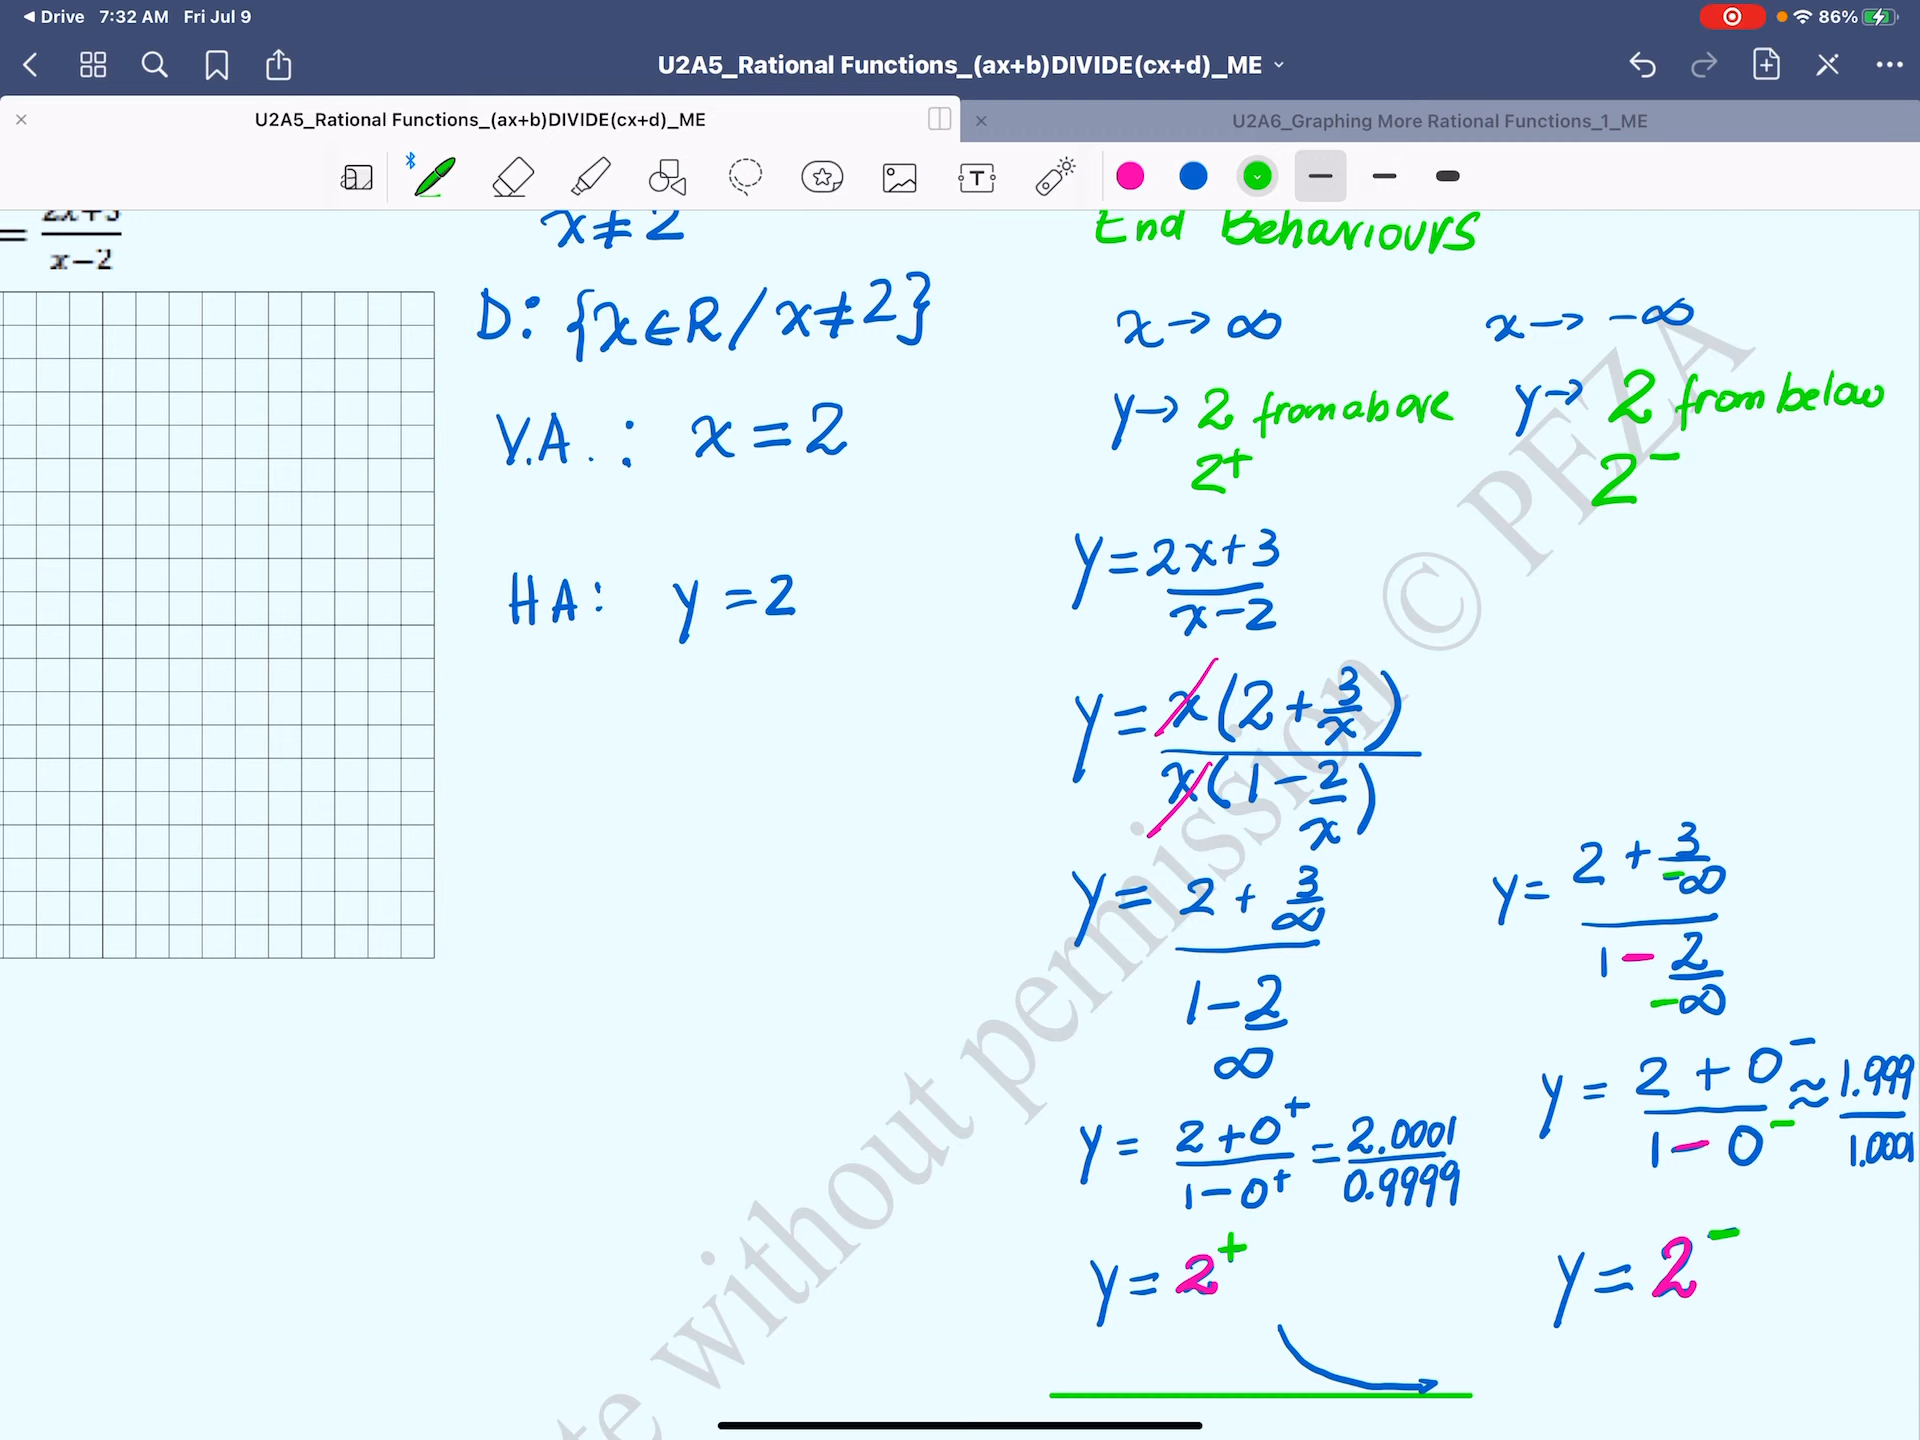 Drive 7:32 AM Fri Jul 9 86%
U2A5_Rational Functions_(ax+b)DIVIDE(cx+d)_ME
U2A5_Rational Functions_(ax+b)DIVIDE(cx+d)_ME
U2A6_Graphing More Rational Functions_1_ME
= 2x+3 / x−2
x≠2
D: {x∈R / x≠2}
V.A.: x=2
HA: y=2
End Behaviours
x→∞
y→ 2 from above
2⁺
x→ −∞
y→ 2 from below
2⁻
y= 2x+3 / x−2
y= x(2+3/x) / x(1−2/x)
y= 2+3/∞ / 1−2/∞
y= 2+0⁺ / 1−0⁺ = 2.0001 / 0.9999
y=2⁺
y= 2+3/−∞ / 1−2/−∞
y= 2+0⁻ / 1−0⁻ ≈ 1.999 / 1.0001
y=2⁻
te without permission © PEZA